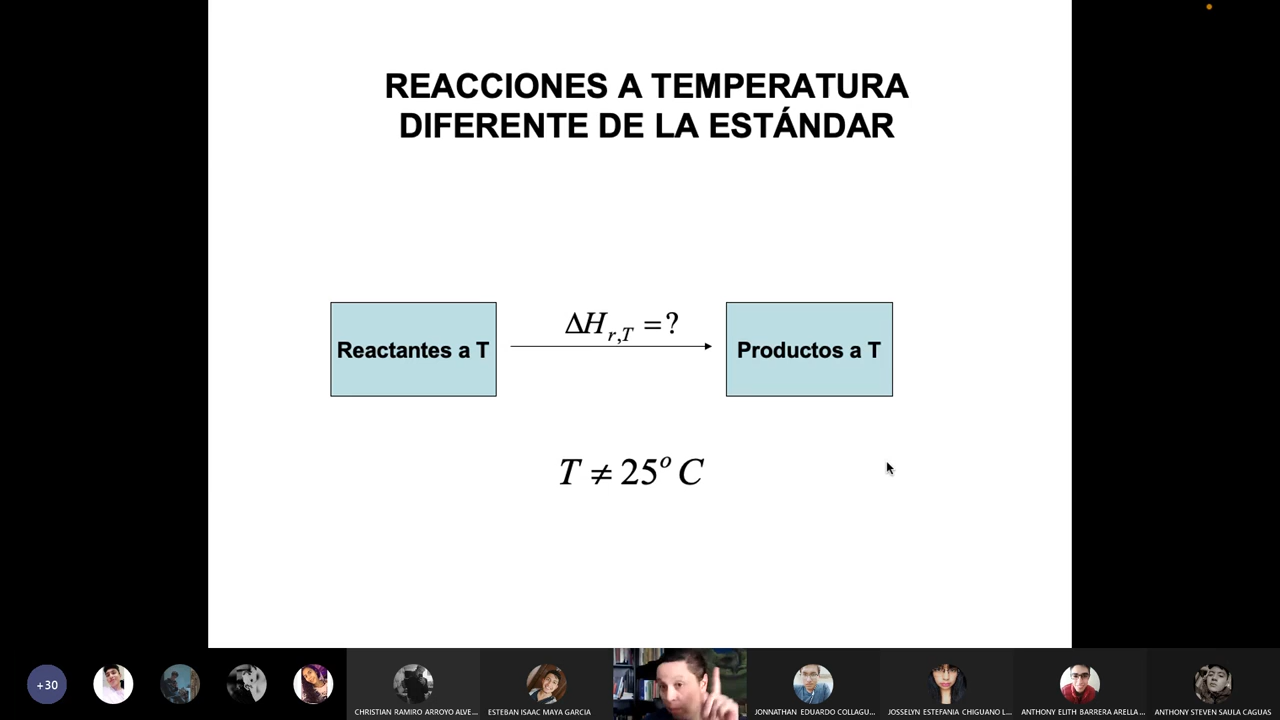 REACCIONES A TEMPERATURA
DIFERENTE DE LA ESTÁNDAR
ΔH_{r,T} = ?
Reactantes a T
Productos a T
T ≠ 25° C
+30
CHRISTIAN RAMIRO ARROYO ALVE...
ESTEBAN ISAAC MAYA GARCIA
JONNATHAN EDUARDO COLLAGU...
JOSSELYN ESTEFANIA CHIGUANO L...
ANTHONY ELITH BARRERA ARELLA ...
ANTHONY STEVEN SAULA CAGUAS